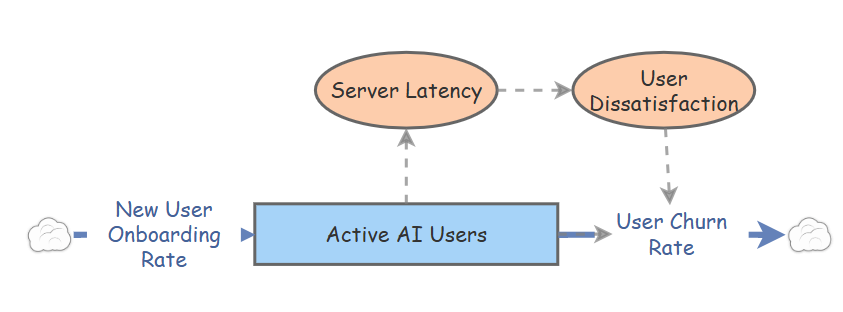 Server Latency
User
Dissatisfaction
New User
Onboarding
Rate
Active AI Users
User Churn
Rate